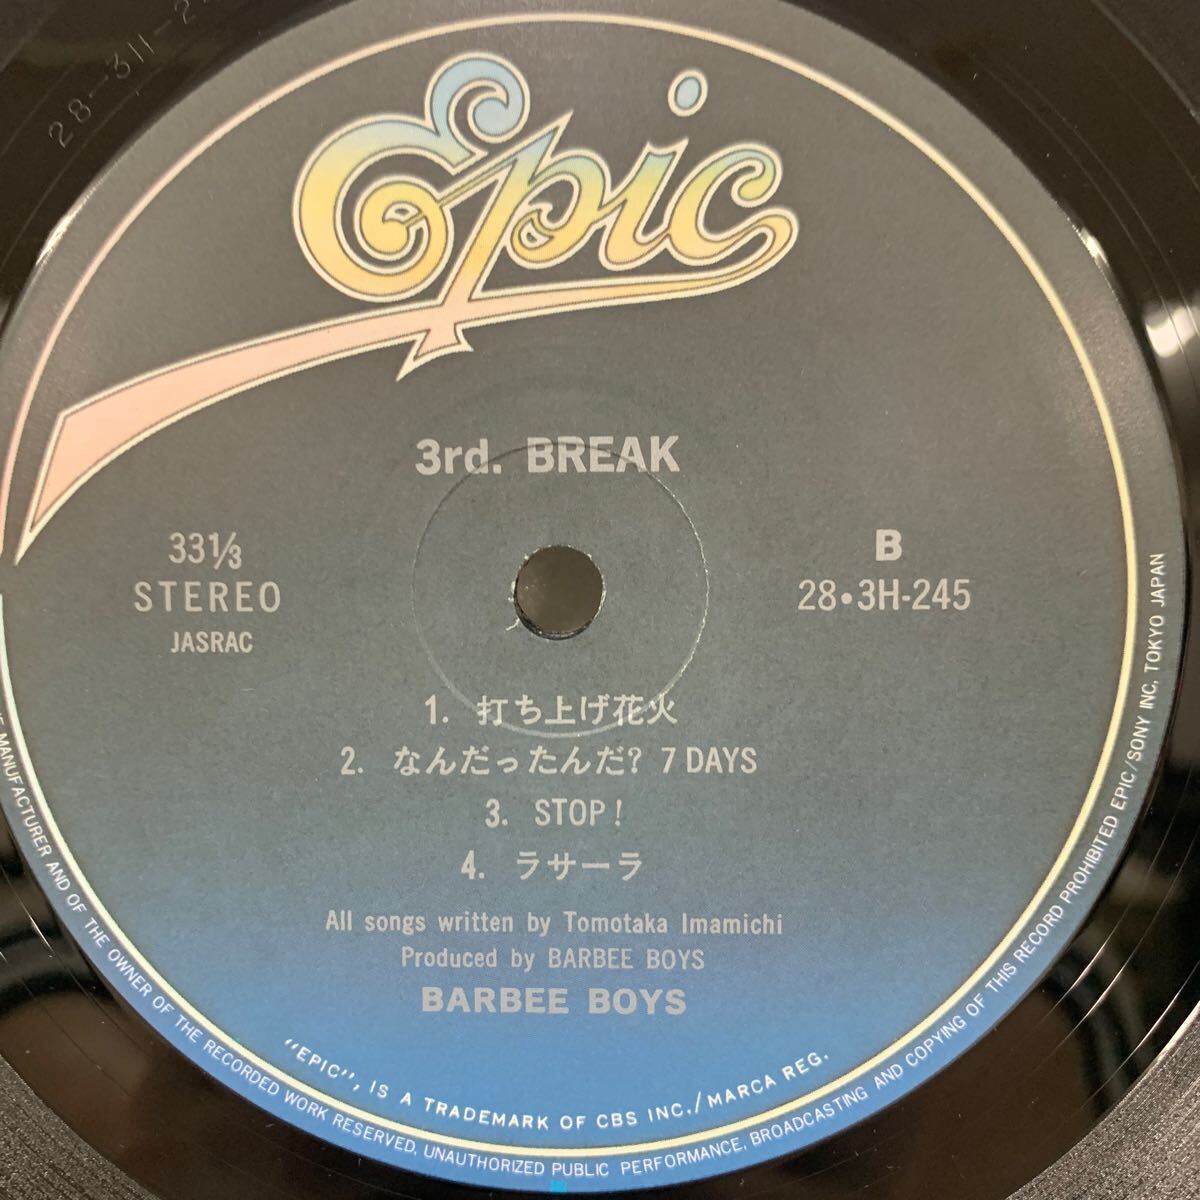 28-3H-2
Epic
3rd. BREAK
33⅓
STEREO
JASRAC
B
28•3H-245
1. 打ち上げ花火
2. なんだったんだ? 7 DAYS
3. STOP!
4. ラサーラ
All songs written by Tomotaka Imamichi
Produced by BARBEE BOYS
BARBEE BOYS
"EPIC", IS A TRADEMARK OF CBS INC./MARCA REG.
MANUFACTURER AND OF THE OWNER OF THE RECORDED WORK RESERVED. UNAUTHORIZED PUBLIC PERFORMANCE, BROADCASTING AND COPYING OF THIS RECORD PROHIBITED EPIC/SONY INC. TOKYO JAPAN